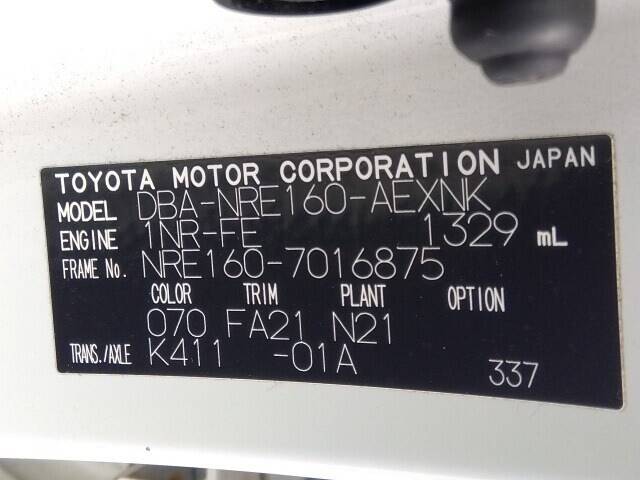 TOYOTA MOTOR CORPORATION JAPAN
MODEL DBA-NRE160-AEXNK
ENGINE 1NR-FE 1329 mL
FRAME No. NRE160-7016875
COLOR TRIM PLANT OPTION
070 FA21 N21
TRANS./AXLE K411 -01A
337